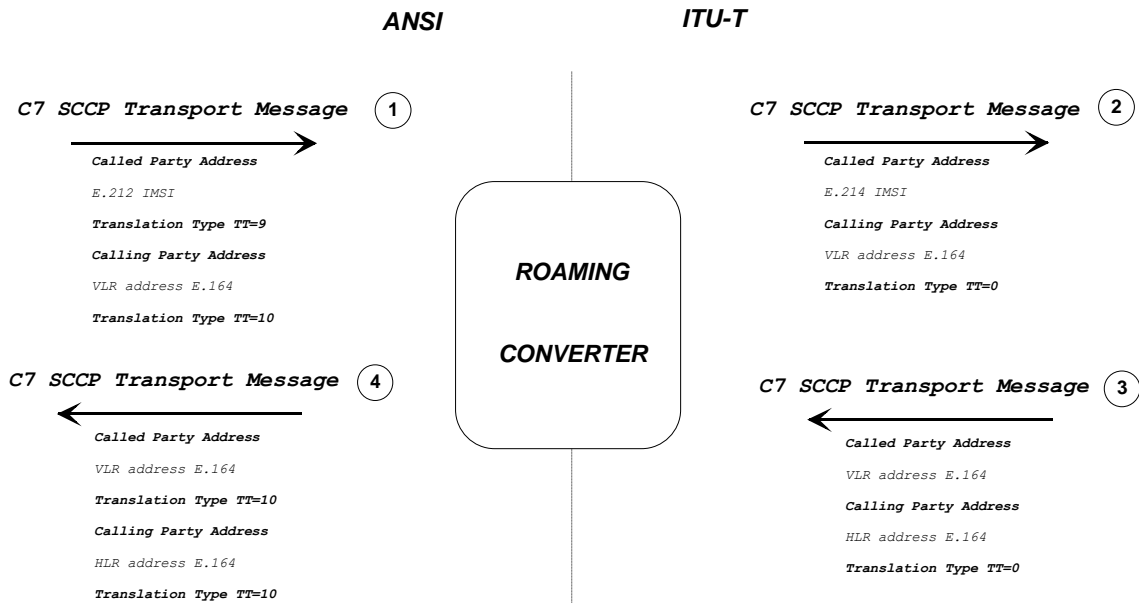 ANSI
ITU-T
C7 SCCP Transport Message 1
Called Party Address
E.212 IMSI
Translation Type TT=9
Calling Party Address
VLR address E.164
Translation Type TT=10
C7 SCCP Transport Message 2
Called Party Address
E.214 IMSI
Calling Party Address
VLR address E.164
Translation Type TT=0
ROAMING
CONVERTER
C7 SCCP Transport Message 4
Called Party Address
VLR address E.164
Translation Type TT=10
Calling Party Address
HLR address E.164
Translation Type TT=10
C7 SCCP Transport Message 3
Called Party Address
VLR address E.164
Calling Party Address
HLR address E.164
Translation Type TT=0